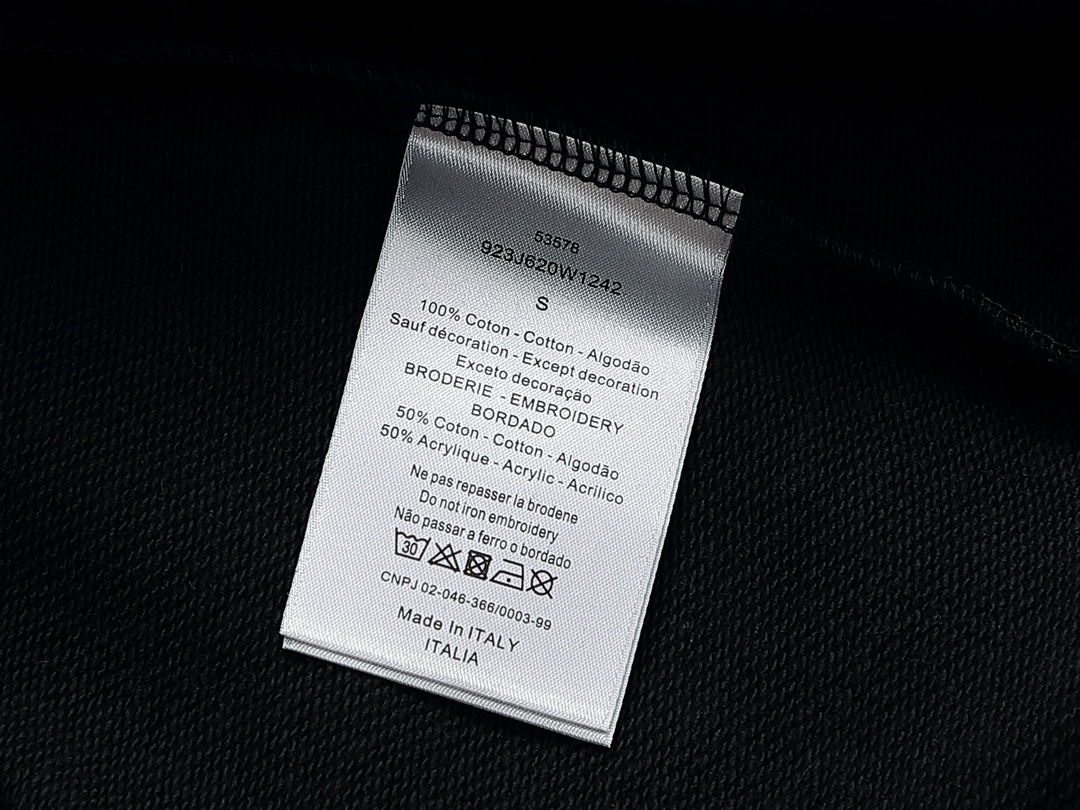 53578
923J620W1242
S
100% Coton - Cotton - Algodão
Sauf décoration - Except decoration
Exceto decoração
BRODERIE - EMBROIDERY
BORDADO
50% Coton - Cotton - Algodão
50% Acrylique - Acrylic - Acrilico
Ne pas repasser la brodene
Do not iron embroidery
Não passar a ferro o bordado
30
CNPJ 02-046-366/0003-99
Made In ITALY
ITALIA